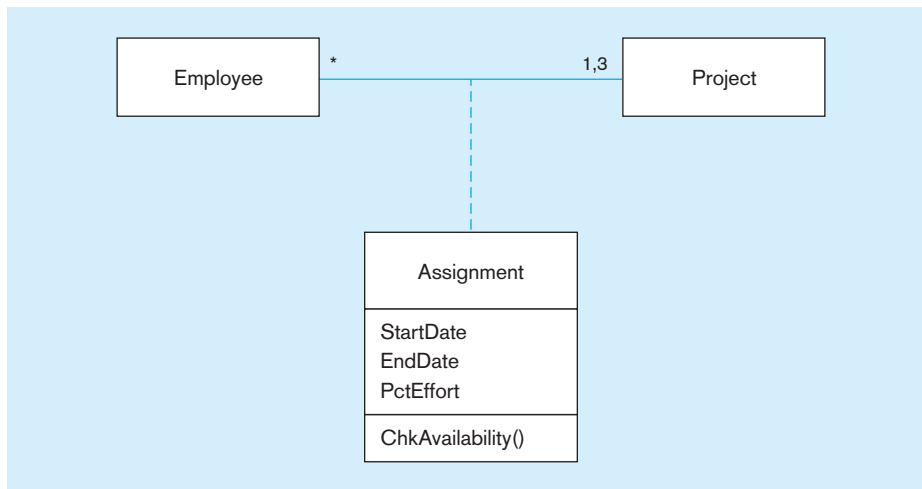 Employee
*
1,3
Project
Assignment
StartDate
EndDate
PctEffort
ChkAvailability()